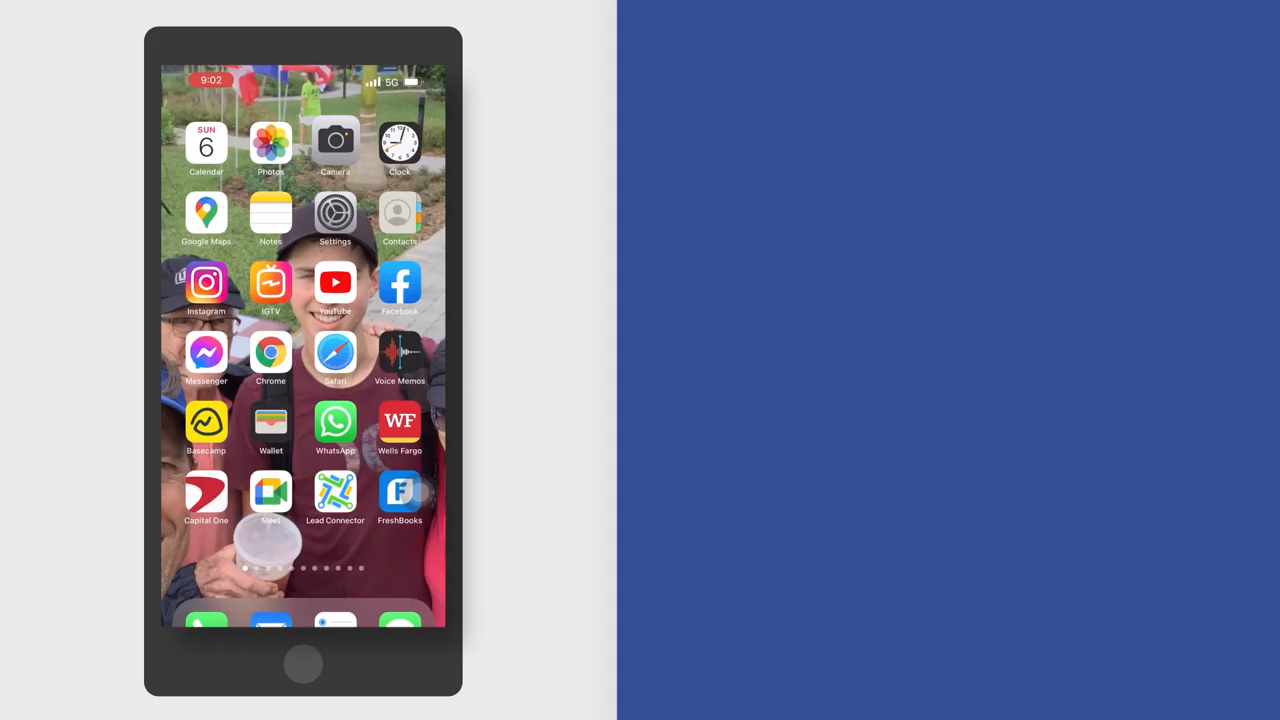 9:02 5G
SUN
6
Calendar Photos Camera Clock
Google Maps Notes Settings Contacts
Instagram IGTV YouTube Facebook
Messenger Chrome Safari Voice Memos
WF
Basecamp Wallet WhatsApp Wells Fargo
F
Capital One Meet Lead Connector FreshBooks